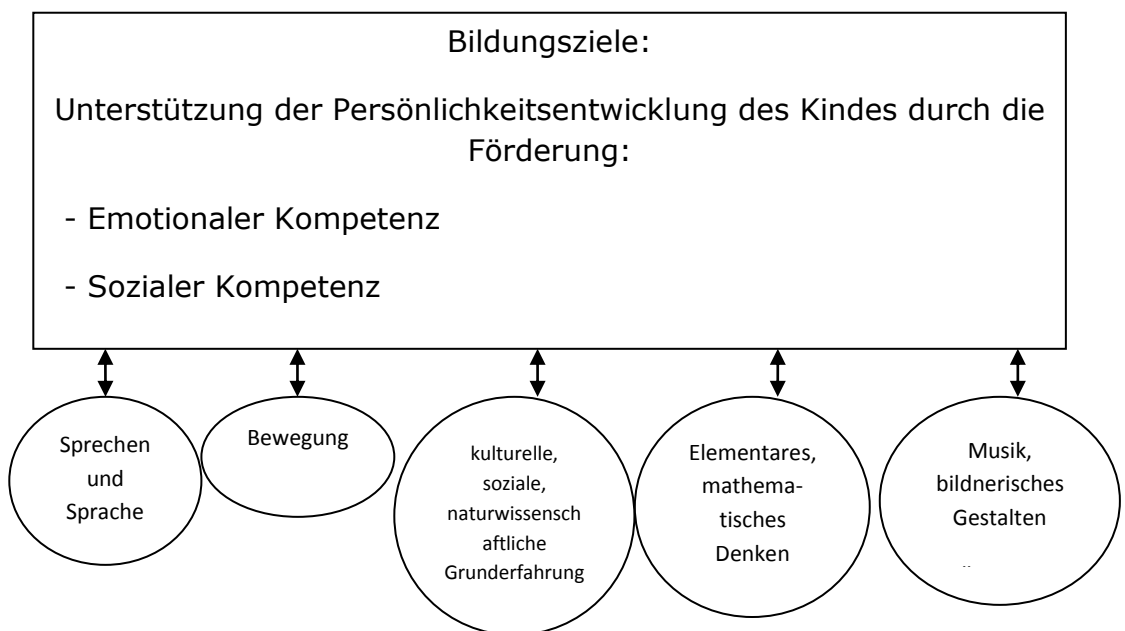 Bildungsziele:
Unterstützung der Persönlichkeitsentwicklung des Kindes durch die
Förderung:
- Emotionaler Kompetenz
- Sozialer Kompetenz
Sprechen
und
Sprache
Bewegung
kulturelle,
soziale,
naturwissensch
aftliche
Grunderfahrung
Elementares,
mathema-
tisches
Denken
Musik,
bildnerisches
Gestalten